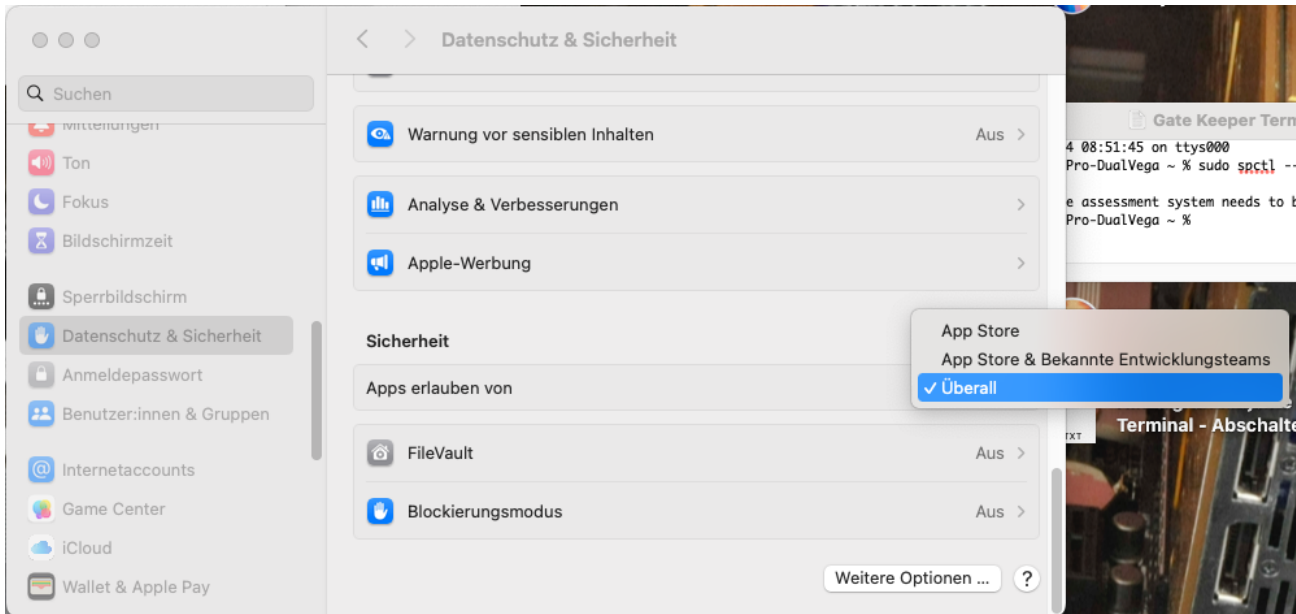 Datenschutz & Sicherheit
Suchen
Mitteilungen
Ton
Fokus
Bildschirmzeit
Sperrbildschirm
Datenschutz & Sicherheit
Anmeldepasswort
Benutzer:innen & Gruppen
Internetaccounts
Game Center
iCloud
Wallet & Apple Pay
Warnung vor sensiblen Inhalten Aus
Analyse & Verbesserungen
Apple-Werbung
Sicherheit
Apps erlauben von
App Store
App Store & Bekannte Entwicklungsteams
✓ Überall
FileVault Aus
Blockierungsmodus Aus
Weitere Optionen ... ?
Gate Keeper Term
4 08:51:45 on ttys000
Pro-DualVega ~ % sudo spctl --
e assessment system needs to b
Pro-DualVega ~ %
TXT
Terminal - Abschalte